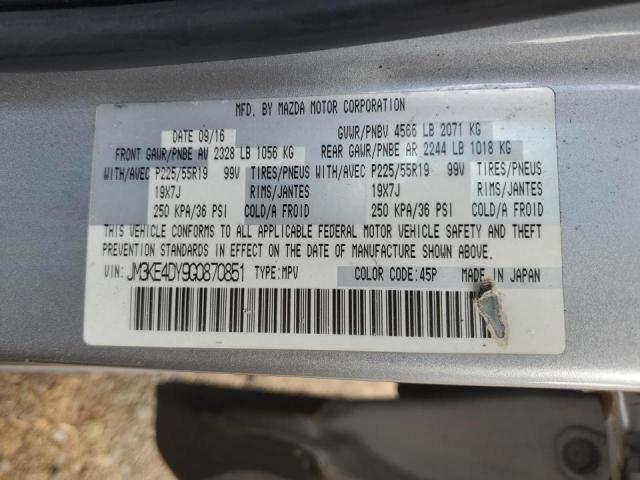 MFD. BY MAZDA MOTOR CORPORATION
DATE 09/16 GVWR/PNBV 4566 LB 2071 KG
FRONT GAWR/PNBE AV 2328 LB 1056 KG REAR GAWR/PNBE AR 2244 LB 1018 KG
WITH/AVEC P225/55R19 99V TIRES/PNEUS WITH/AVEC P225/55R19 99V TIRES/PNEUS
19X7J RIMS/JANTES 19X7J RIMS/JANTES
250 KPA/36 PSI COLD/A FROID 250 KPA/36 PSI COLD/A FROID
THIS VEHICLE CONFORMS TO ALL APPLICABLE FEDERAL MOTOR VEHICLE SAFETY AND THEFT
PREVENTION STANDARDS IN EFFECT ON THE DATE OF MANUFACTURE SHOWN ABOVE.
VIN: JM3KE4DY9G0870851 TYPE:MPV COLOR CODE:45P MADE IN JAPAN